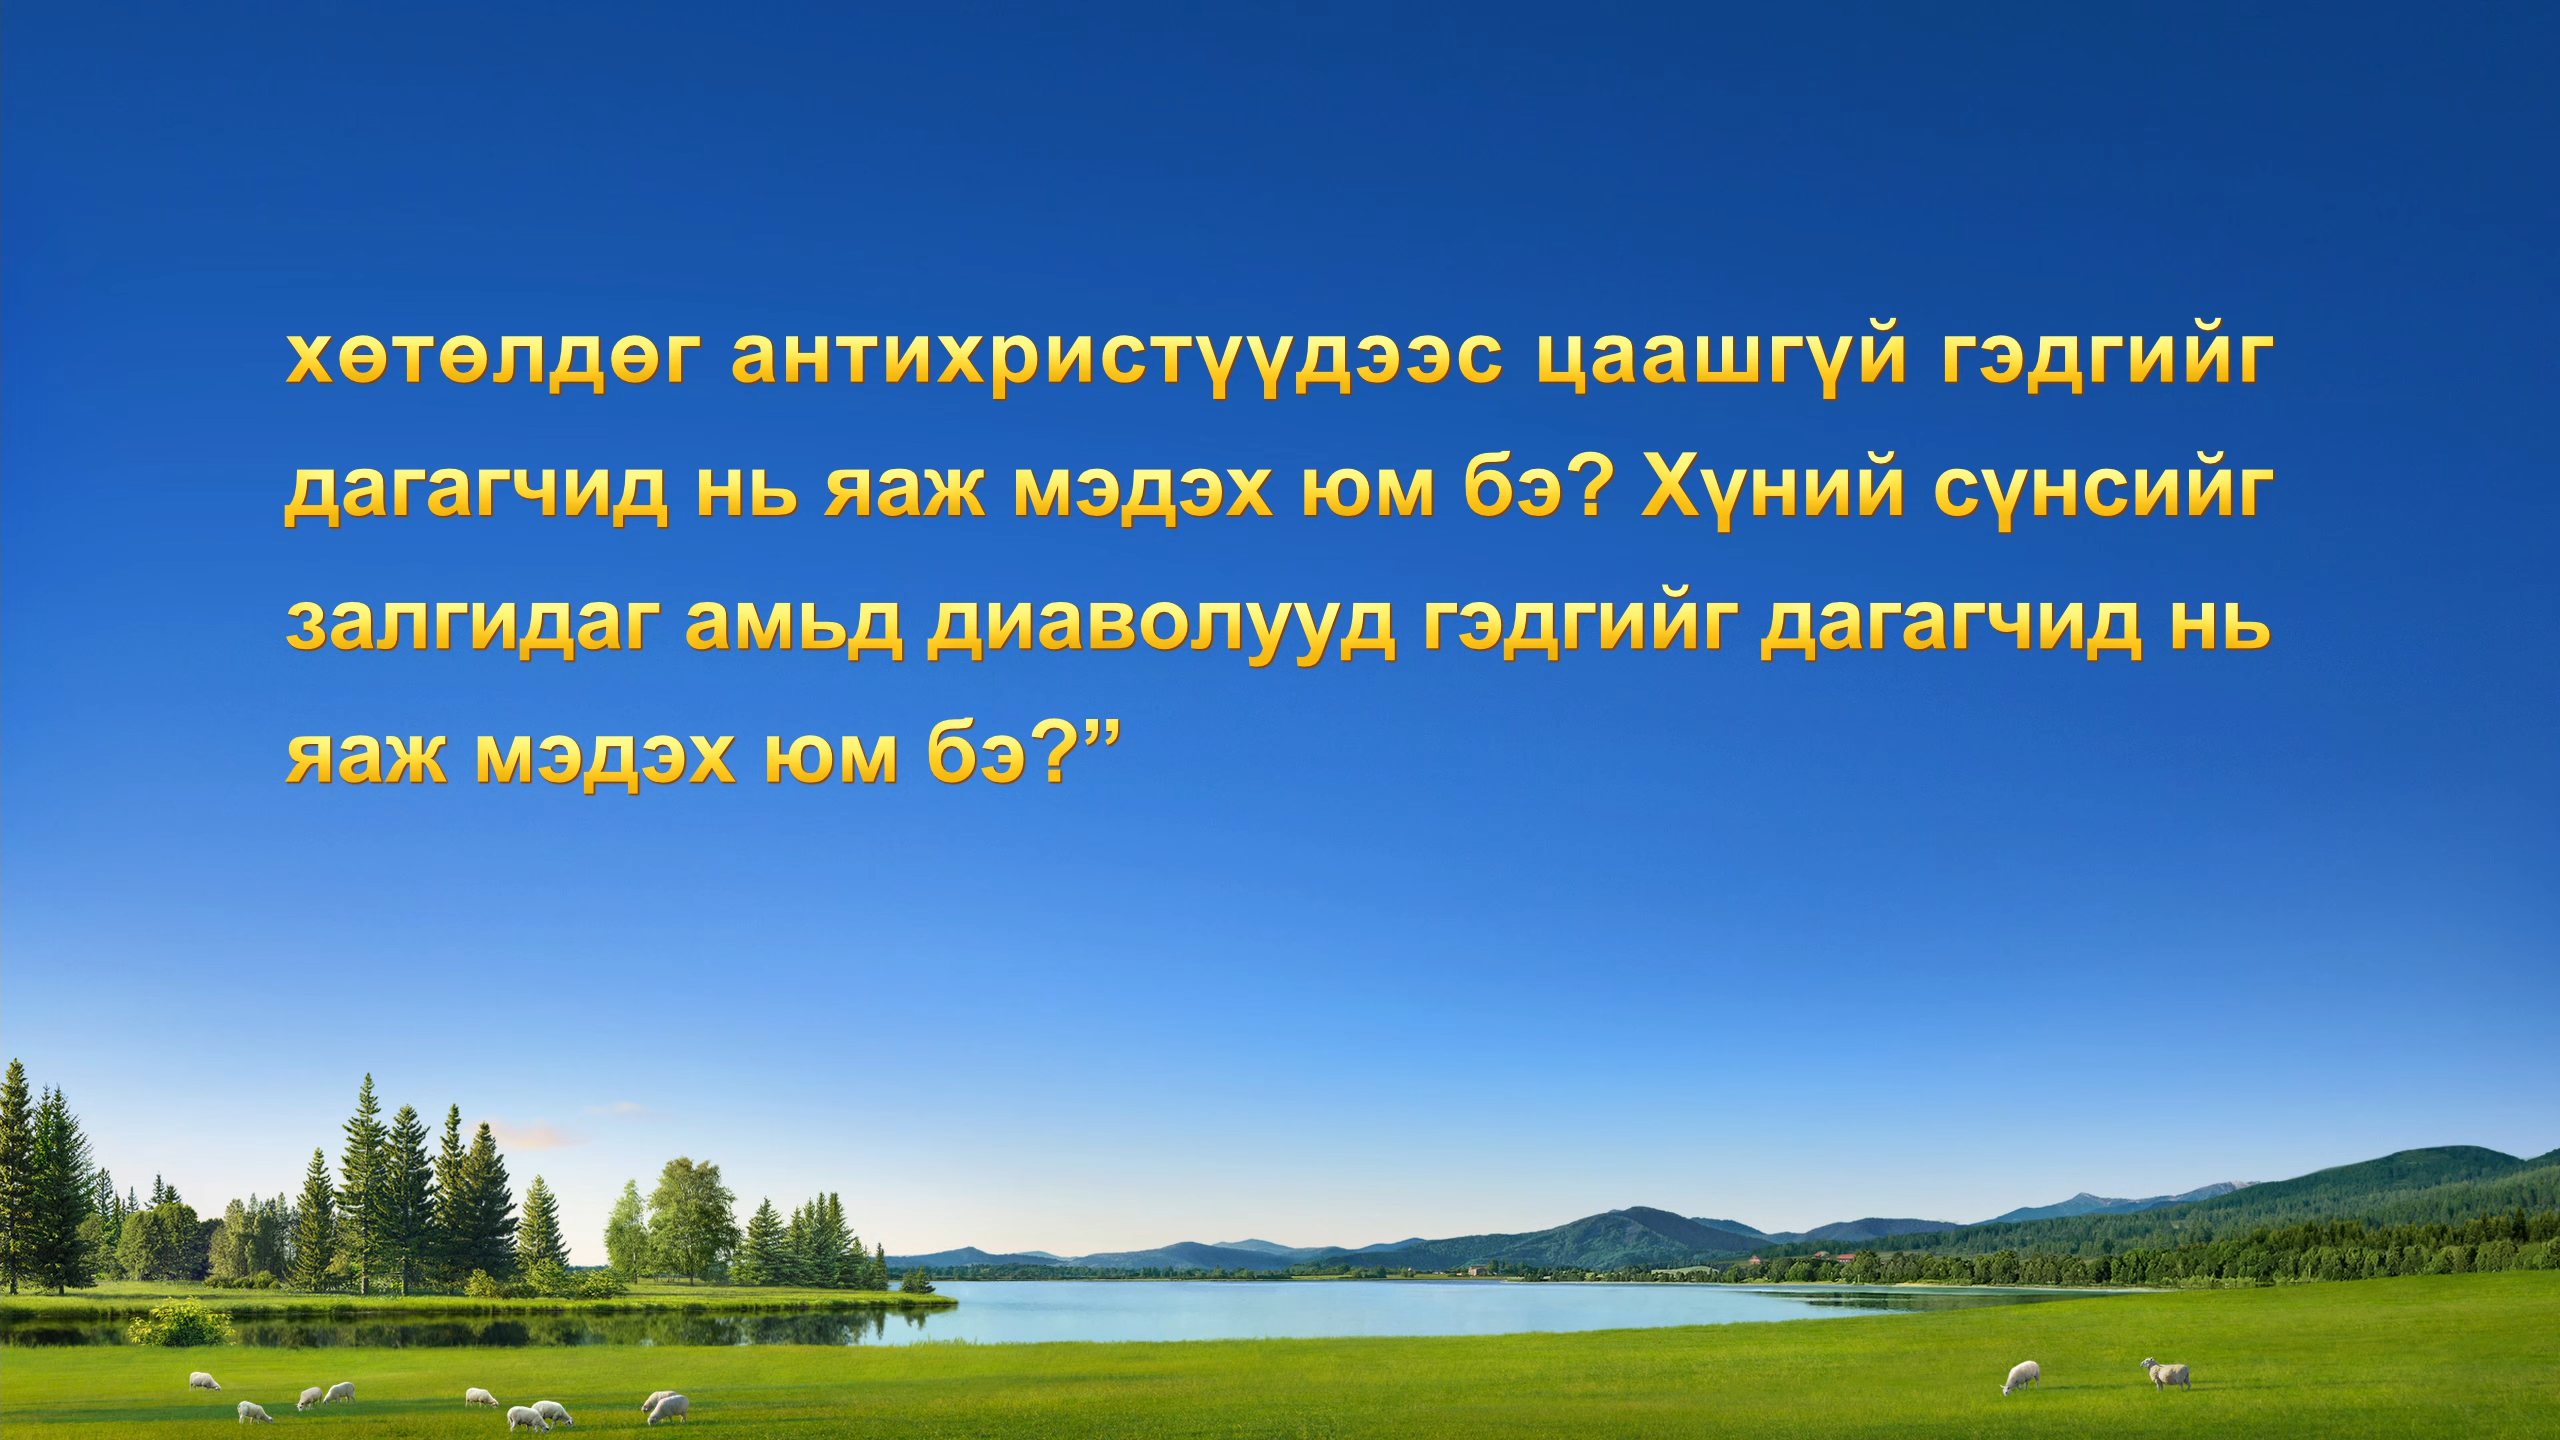 хөтөлдөг антихристүүдээс цаашгүй гэдгийг
дагагчид нь яаж мэдэх юм бэ? Хүний сүнсийг
залгидаг амьд диаволууд гэдгийг дагагчид нь
яаж мэдэх юм бэ?”